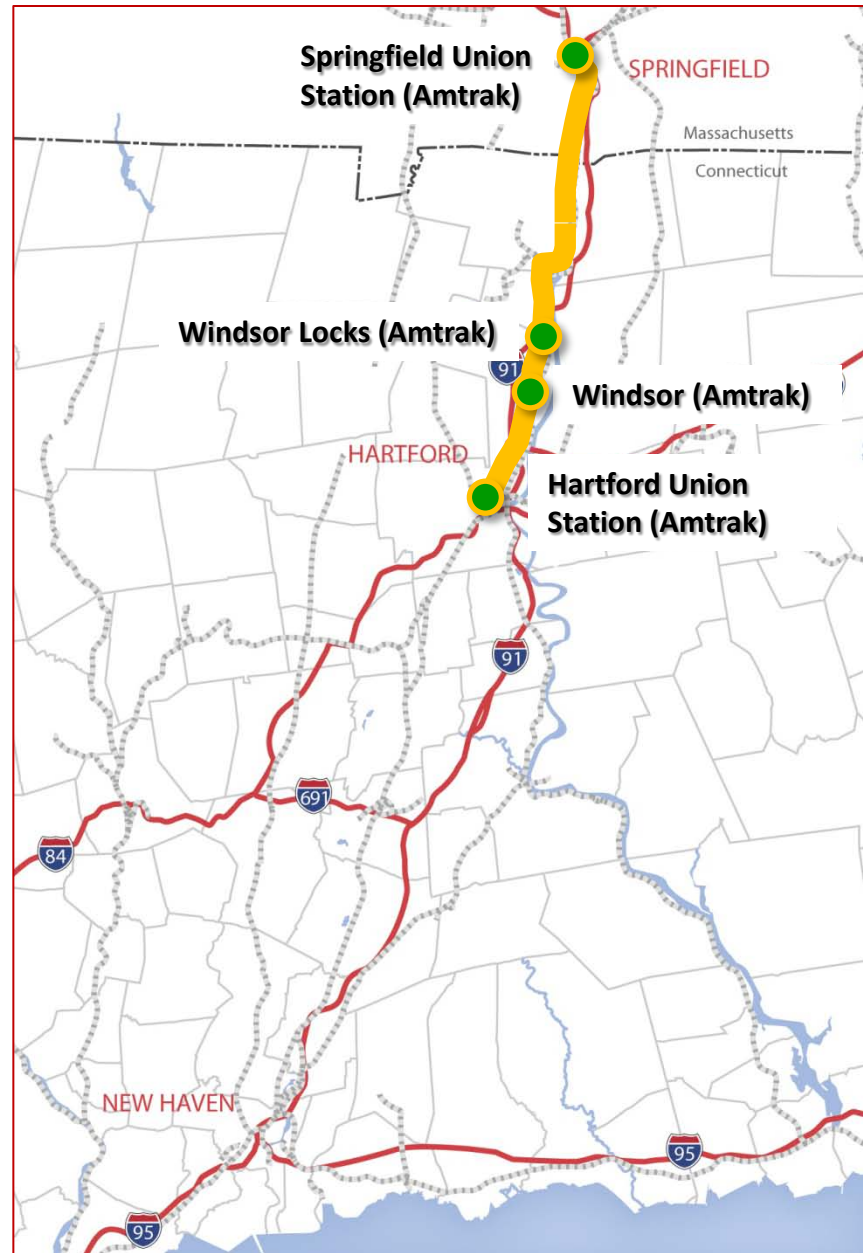 Springfield Union
Station (Amtrak)
SPRINGFIELD
Massachusetts
Connecticut
Windsor Locks (Amtrak)
91
Windsor (Amtrak)
HARTFORD
Hartford Union
Station (Amtrak)
91
691
84
NEW HAVEN
95
95